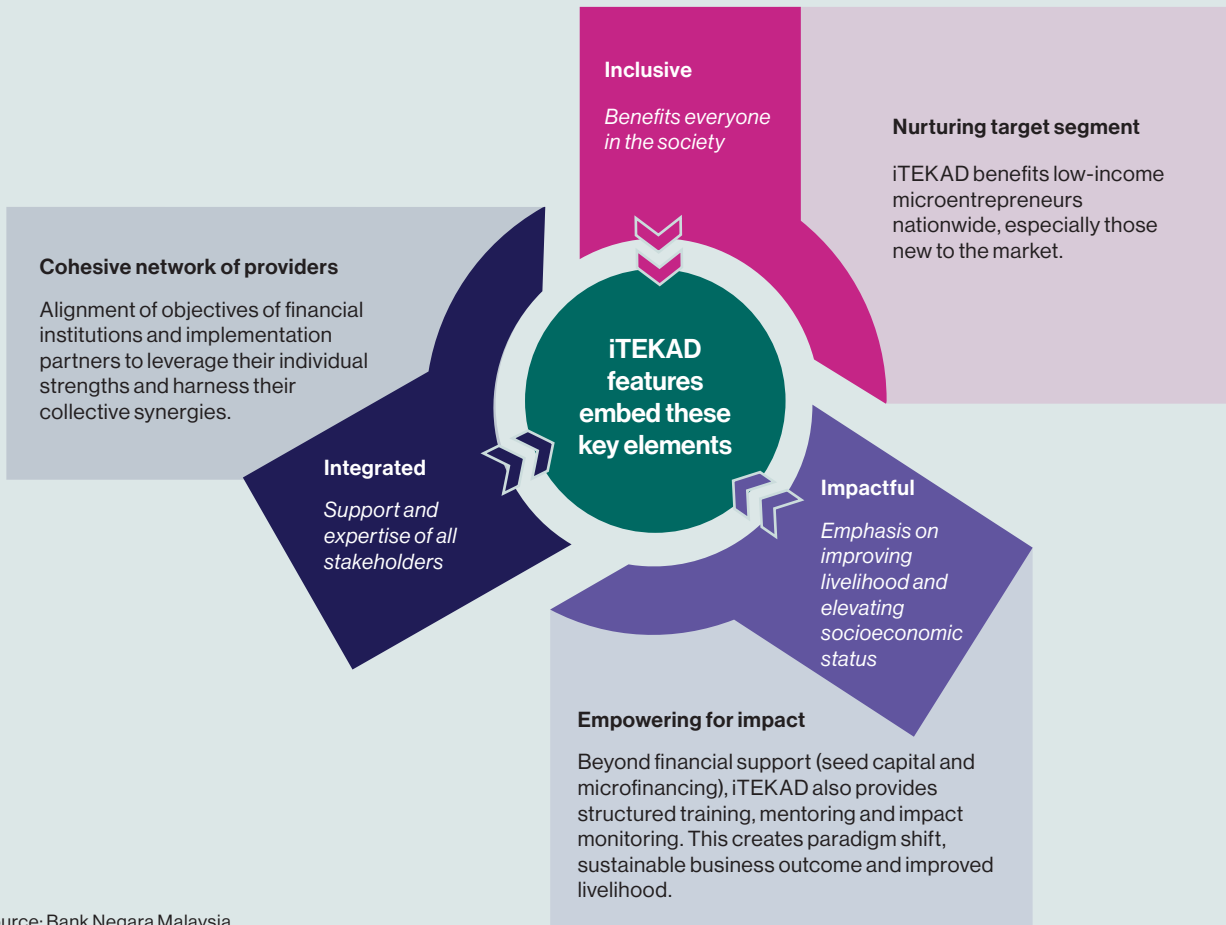 Inclusive
Benefits everyone
in the society
Nurturing target segment
iTEKAD benefits low-income
microentrepreneurs
nationwide, especially those
new to the market.
Cohesive network of providers
Alignment of objectives of financial
institutions and implementation
partners to leverage their individual
strengths and harness their
collective synergies.
iTEKAD
features
embed these
key elements
Integrated
Support and
expertise of all
stakeholders
Impactful
Emphasis on
improving
livelihood and
elevating
socioeconomic
status
Empowering for impact
Beyond financial support (seed capital and
microfinancing), iTEKAD also provides
structured training, mentoring and impact
monitoring. This creates paradigm shift,
sustainable business outcome and improved
livelihood.
urce: Bank Negara Malaysia